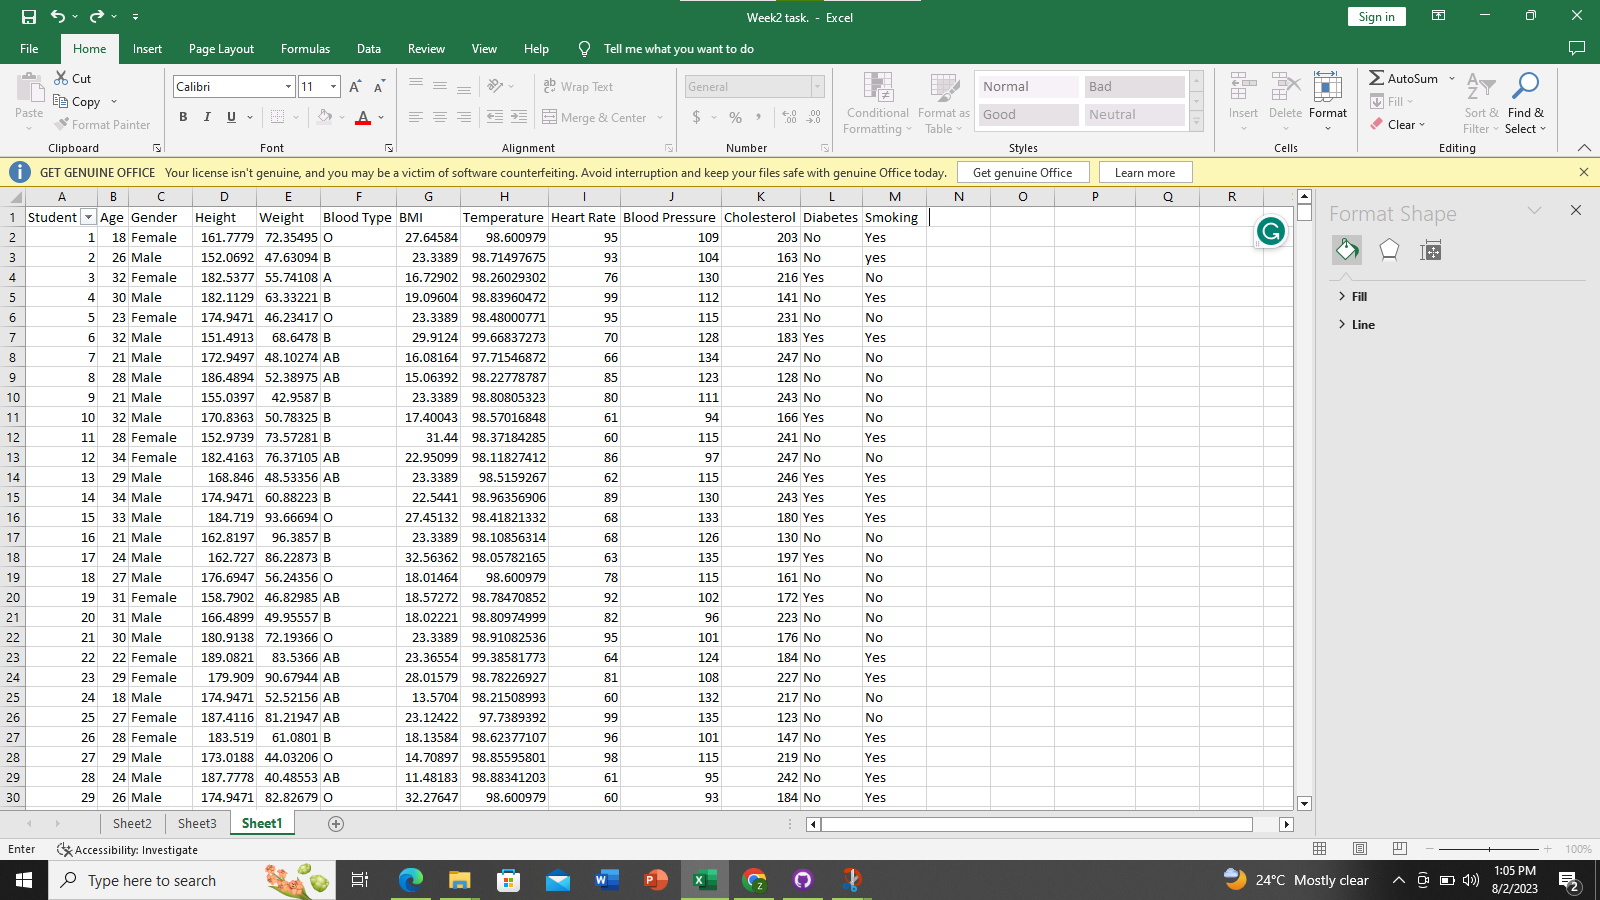 Week2 task. - Excel
Sign in
File Home Insert Page Layout Formulas Data Review View Help Tell me what you want to do
Paste
Cut
Copy
Format Painter
Clipboard
Calibri 11
B I U
Font
Wrap Text
Merge & Center
Alignment
General
$ % ,
Number
Conditional Formatting
Format as Table
Normal Bad
Good Neutral
Styles
Insert Delete Format
Cells
AutoSum
Fill
Clear
Sort & Filter
Find & Select
Editing
GET GENUINE OFFICE Your license isn't genuine, and you may be a victim of software counterfeiting. Avoid interruption and keep your files safe with genuine Office today. Get genuine Office Learn more
A B C D E F G H I J K L M N O P Q R
1 Student Age Gender Height Weight Blood Type BMI Temperature Heart Rate Blood Pressure Cholesterol Diabetes Smoking
2 1 18 Female 161.7779 72.35495 O 27.64584 98.600979 95 109 203 No Yes
3 2 26 Male 152.0692 47.63094 B 23.3389 98.71497675 93 104 163 No yes
4 3 32 Female 182.5377 55.74108 A 16.72902 98.26029302 76 130 216 Yes No
5 4 30 Male 182.1129 63.33221 B 19.09604 98.83960472 99 112 141 No Yes
6 5 23 Female 174.9471 46.23417 O 23.3389 98.48000771 95 115 231 No No
7 6 32 Male 151.4913 68.6478 B 29.9124 99.66837273 70 128 183 Yes Yes
8 7 21 Male 172.9497 48.10274 AB 16.08164 97.71546872 66 134 247 No No
9 8 28 Male 186.4894 52.38975 AB 15.06392 98.22778787 85 123 128 No No
10 9 21 Male 155.0397 42.9587 B 23.3389 98.80805323 80 111 243 No No
11 10 32 Male 170.8363 50.78325 B 17.40043 98.57016848 61 94 166 Yes No
12 11 28 Female 152.9739 73.57281 B 31.44 98.37184285 60 115 241 No Yes
13 12 34 Female 182.4163 76.37105 AB 22.95099 98.11827412 86 97 247 No No
14 13 29 Male 168.846 48.53356 AB 23.3389 98.5159267 62 115 246 Yes Yes
15 14 34 Male 174.9471 60.88223 B 22.5441 98.96356906 89 130 243 Yes Yes
16 15 33 Male 184.719 93.66694 O 27.45132 98.41821332 68 133 180 Yes Yes
17 16 21 Male 162.8197 96.3857 B 23.3389 98.10856314 68 126 130 No No
18 17 24 Male 162.727 86.22873 B 32.56362 98.05782165 63 135 197 Yes No
19 18 27 Male 176.6947 56.24356 O 18.01464 98.600979 78 115 161 No No
20 19 31 Female 158.7902 46.82985 AB 18.57272 98.78470852 92 102 172 Yes No
21 20 31 Male 166.4899 49.95557 B 18.02221 98.80974999 82 96 223 No No
22 21 30 Male 180.9138 72.19366 O 23.3389 98.91082536 95 101 176 No No
23 22 22 Female 189.0821 83.5366 AB 23.36554 99.38581773 64 124 184 No Yes
24 23 29 Female 179.909 90.67944 AB 28.01579 98.78226927 81 108 227 No Yes
25 24 18 Male 174.9471 52.52156 AB 13.5704 98.21508993 60 132 217 No No
26 25 27 Female 187.4116 81.21947 AB 23.12422 97.7389392 99 135 123 No No
27 26 28 Female 183.519 61.0801 B 18.13584 98.62377107 96 101 147 No Yes
28 27 29 Male 173.0188 44.03206 O 14.70897 98.85595801 98 115 219 No Yes
29 28 24 Male 187.7778 40.48553 AB 11.48183 98.88341203 61 95 242 No Yes
30 29 26 Male 174.9471 82.82679 O 32.27647 98.600979 60 93 184 No Yes
Format Shape
Fill
Line
Sheet2 Sheet3 Sheet1
Enter Accessibility: Investigate 100%
Type here to search
24°C Mostly clear
1:05 PM
8/2/2023
2